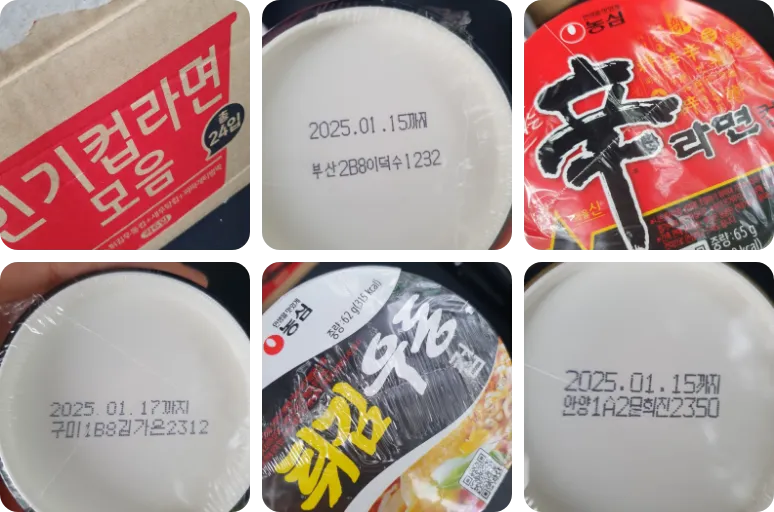 인기컵라면
모음
총
24입
2025.01.15까지
부산2B8이덕수1232
농심
辛
라면
중량:65g
2025.01.17까지
구미1B8김가은2312
농심
중량:62g(315 kcal)
튀김
우동
2025.01.15까지
안양1A2문희진2350